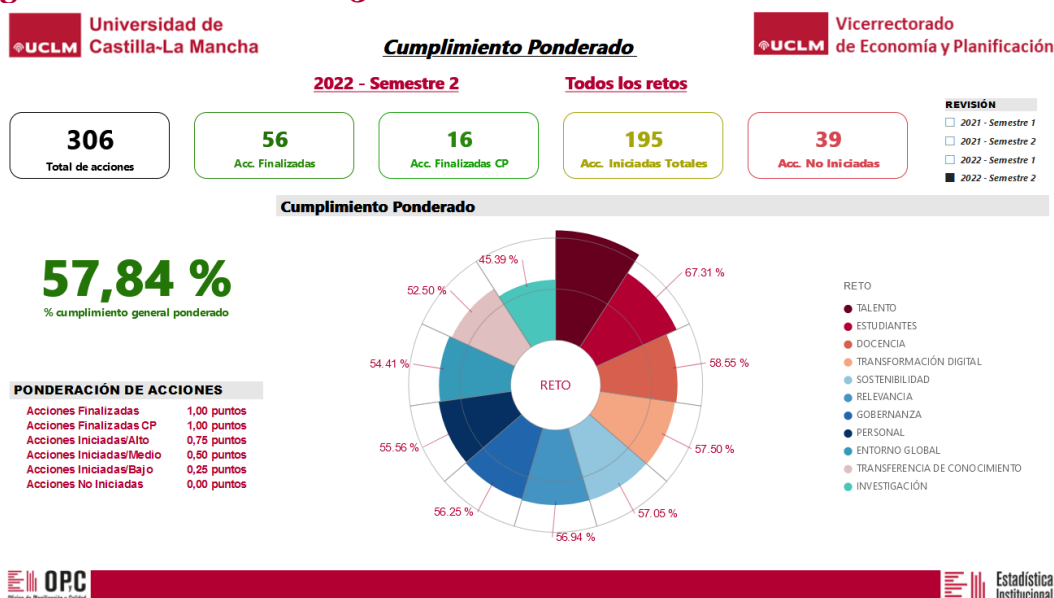 Universidad de
Castilla-La Mancha
UCLM
Cumplimiento Ponderado
Vicerrectorado
de Economía y Planificación
UCLM
2022 - Semestre 2
Todos los retos
306
Total de acciones
56
Acc. Finalizadas
16
Acc. Finalizadas CP
195
Acc. Iniciadas Totales
39
Acc. No Iniciadas
REVISIÓN
2021 - Semestre 1
2021 - Semestre 2
2022 - Semestre 1
2022 - Semestre 2
Cumplimiento Ponderado
57,84 %
% cumplimiento general ponderado
PONDERACIÓN DE ACCIONES
Acciones Finalizadas 1,00 puntos
Acciones Finalizadas CP 1,00 puntos
Acciones Iniciadas/Alto 0,75 puntos
Acciones Iniciadas/Medio 0,50 puntos
Acciones Iniciadas/Bajo 0,25 puntos
Acciones No Iniciadas 0,00 puntos
45.39 %
67.31 %
52.50 %
58.55 %
54.41 %
RETO
57.50 %
55.56 %
57.05 %
56.25 %
56.94 %
RETO
TALENTO
ESTUDIANTES
DOCENCIA
TRANSFORMACIÓN DIGITAL
SOSTENIBILIDAD
RELEVANCIA
GOBERNANZA
PERSONAL
ENTORNO GLOBAL
TRANSFERENCIA DE CONOCIMIENTO
INVESTIGACIÓN
OP,C
Oficina de Planificación y Calidad
Estadística
Institucional